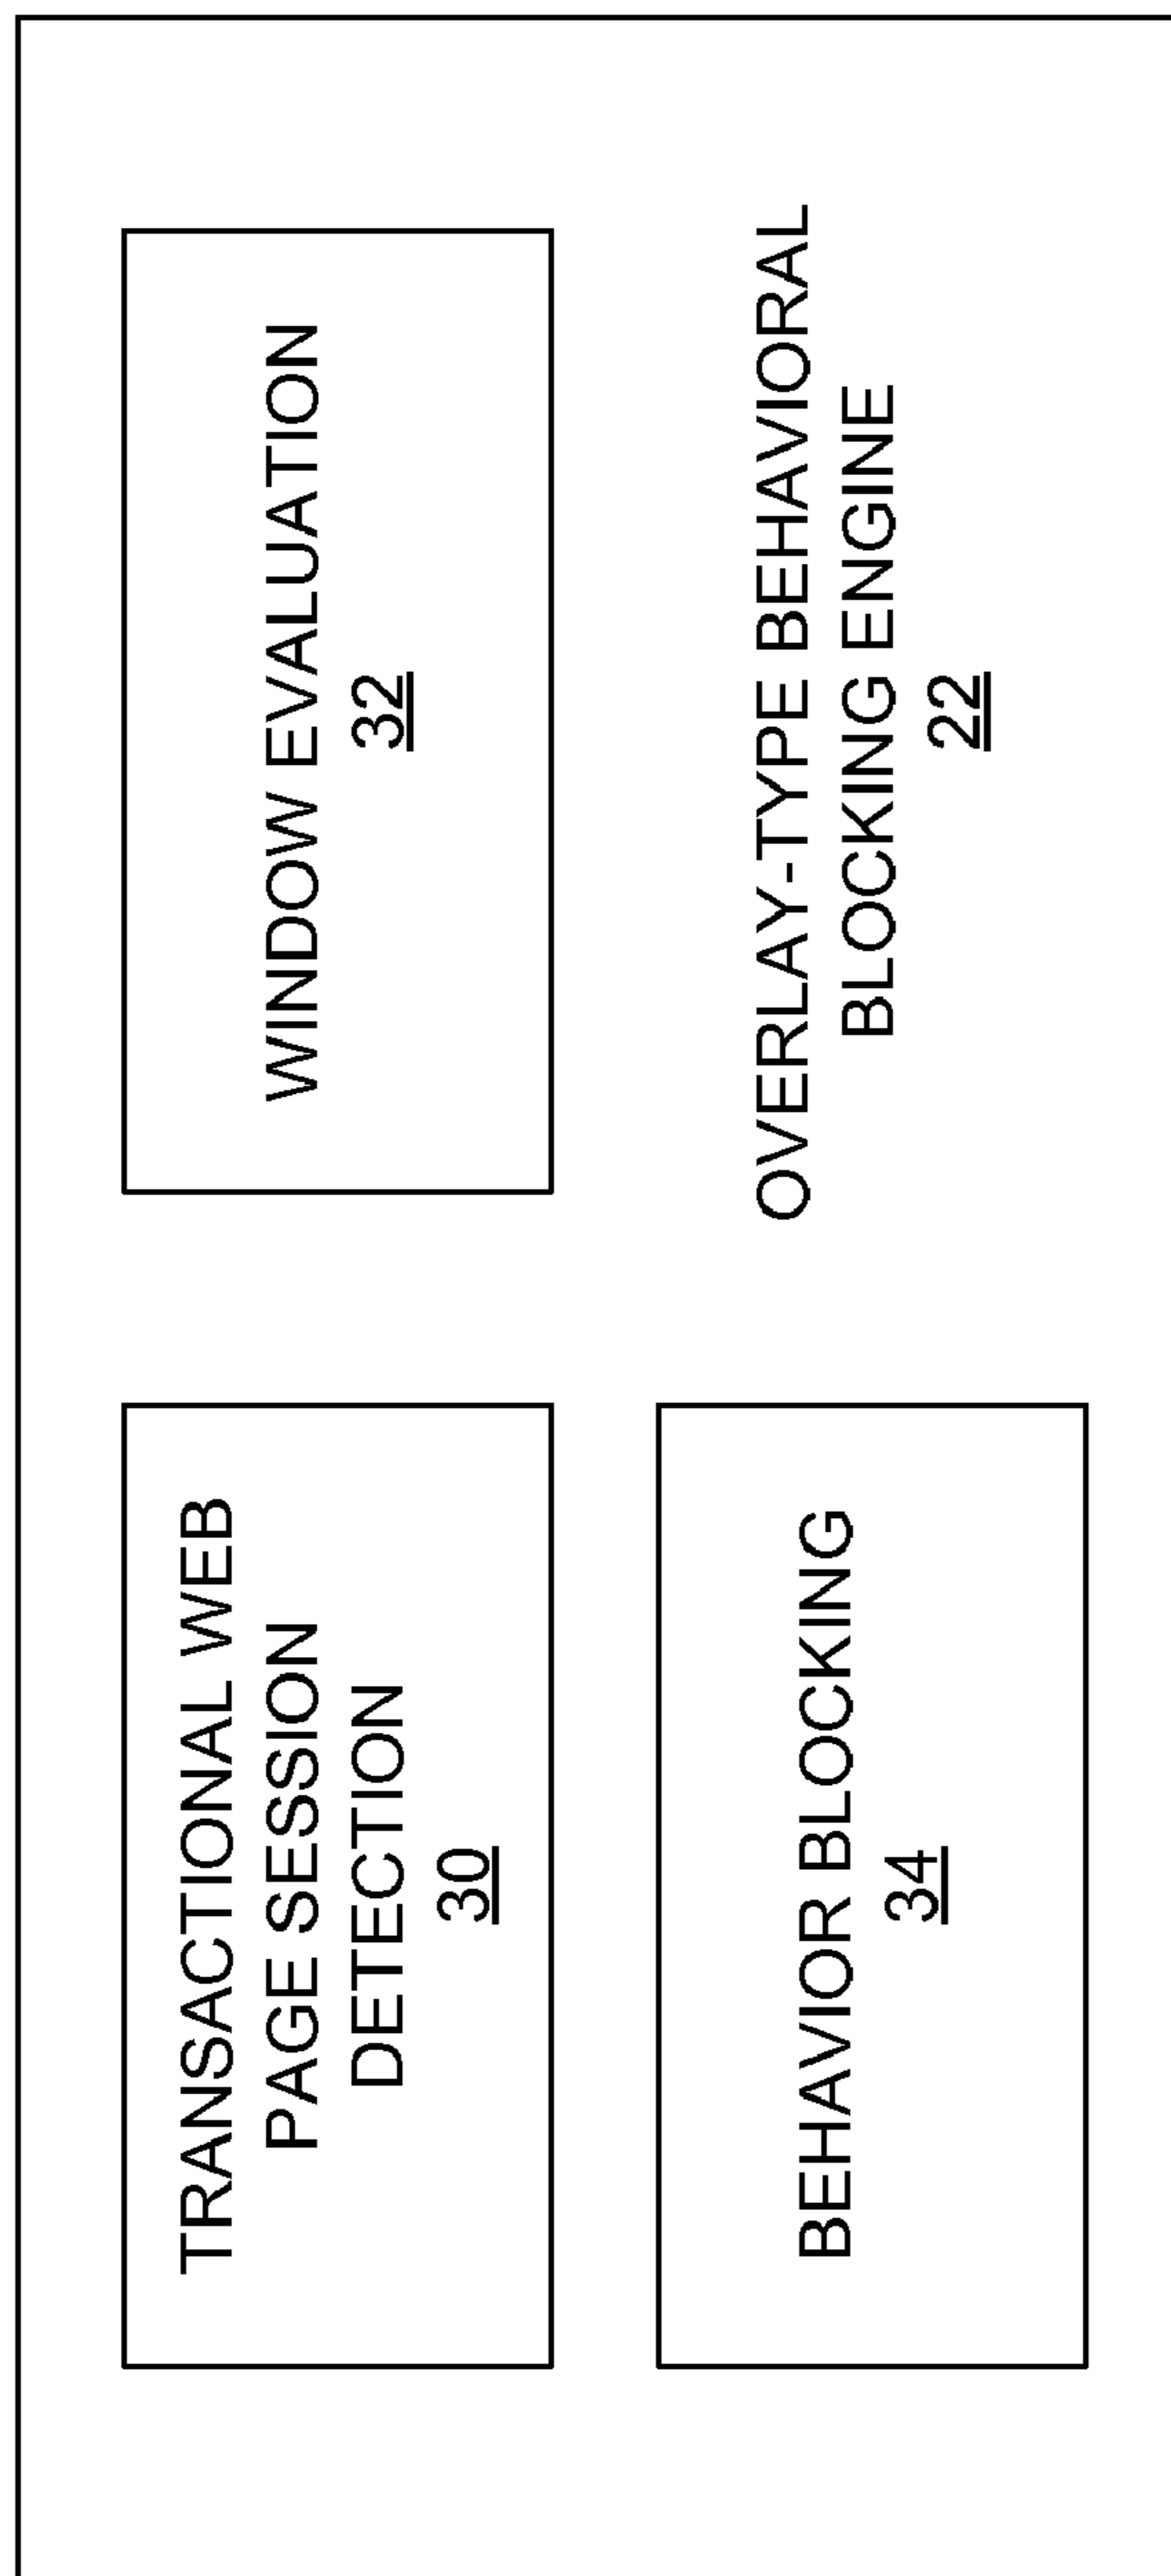 TRANSACTIONAL WEB
PAGE SESSION
DETECTION
30
WINDOW EVALUATION
32
BEHAVIOR BLOCKING
34
OVERLAY-TYPE BEHAVIORAL
BLOCKING ENGINE
22